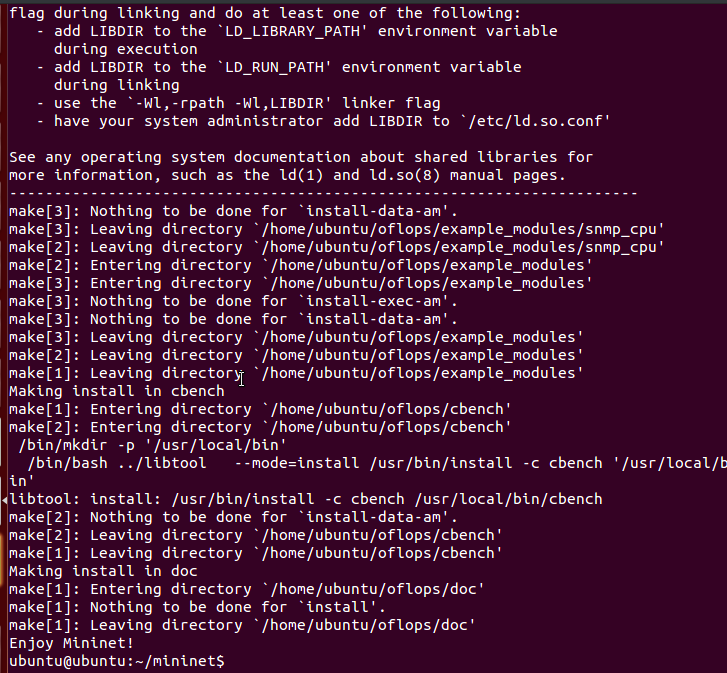 flag during linking and do at least one of the following:
- add LIBDIR to the `LD_LIBRARY_PATH' environment variable
during execution
- add LIBDIR to the `LD_RUN_PATH' environment variable
during linking
- use the `-Wl,-rpath -Wl,LIBDIR' linker flag
- have your system administrator add LIBDIR to `/etc/ld.so.conf'
See any operating system documentation about shared libraries for
more information, such as the ld(1) and ld.so(8) manual pages.
----------------------------------------------------------------------
make[3]: Nothing to be done for `install-data-am'.
make[3]: Leaving directory `/home/ubuntu/oflops/example_modules/snmp_cpu'
make[2]: Leaving directory `/home/ubuntu/oflops/example_modules/snmp_cpu'
make[2]: Entering directory `/home/ubuntu/oflops/example_modules'
make[3]: Entering directory `/home/ubuntu/oflops/example_modules'
make[3]: Nothing to be done for `install-exec-am'.
make[3]: Nothing to be done for `install-data-am'.
make[3]: Leaving directory `/home/ubuntu/oflops/example_modules'
make[2]: Leaving directory `/home/ubuntu/oflops/example_modules'
make[1]: Leaving directory `/home/ubuntu/oflops/example_modules'
Making install in cbench
make[1]: Entering directory `/home/ubuntu/oflops/cbench'
make[2]: Entering directory `/home/ubuntu/oflops/cbench'
/bin/mkdir -p '/usr/local/bin'
/bin/bash ../libtool   --mode=install /usr/bin/install -c cbench '/usr/local/b
in'
libtool: install: /usr/bin/install -c cbench /usr/local/bin/cbench
make[2]: Nothing to be done for `install-data-am'.
make[2]: Leaving directory `/home/ubuntu/oflops/cbench'
make[1]: Leaving directory `/home/ubuntu/oflops/cbench'
Making install in doc
make[1]: Entering directory `/home/ubuntu/oflops/doc'
make[1]: Nothing to be done for `install'.
make[1]: Leaving directory `/home/ubuntu/oflops/doc'
Enjoy Mininet!
ubuntu@ubuntu:~/mininet$